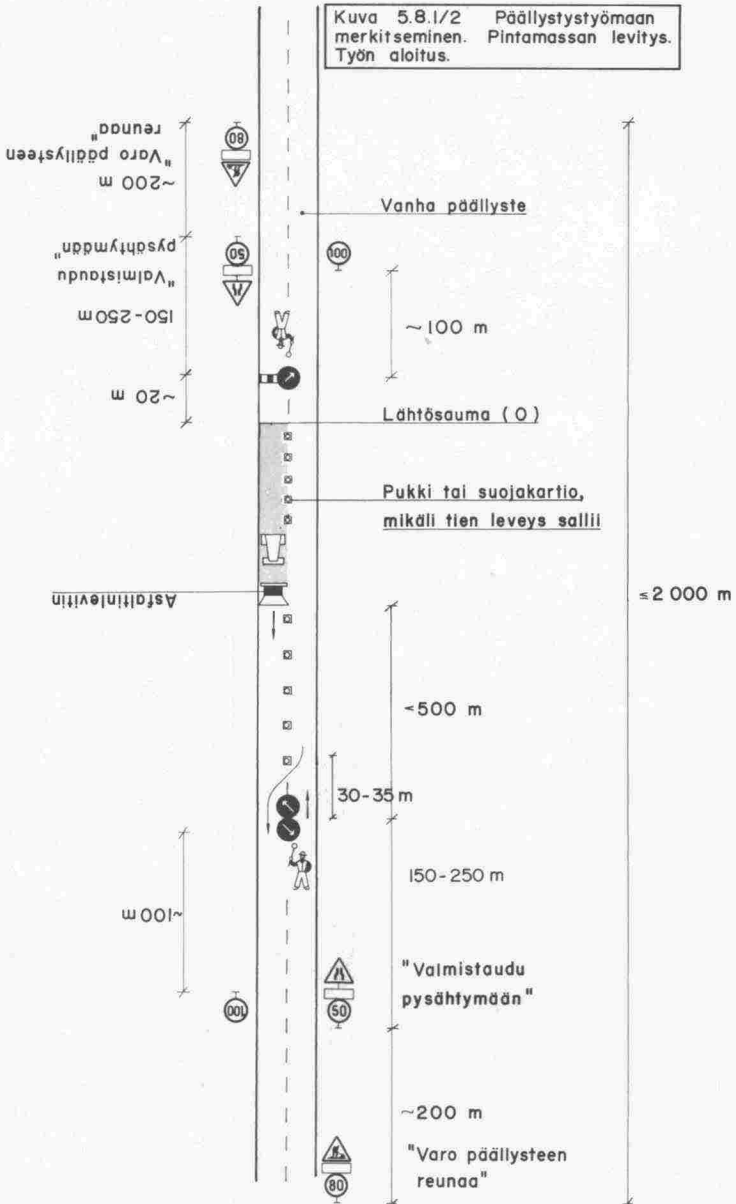 Kuva 5.8.1/2 Päällystystyömaan
merkitseminen. Pintamassan levitys.
Työn aloitus.
80
"Varo päällysteen
reunaa"
~200 m
Vanha päällyste
50
"Valmistaudu
pysähtymään"
100
150-250 m
~100 m
~20 m
Lähtösauma (0)
Pukki tai suojakartio,
mikäli tien leveys sallii
Asfaltinlevitin
≤2 000 m
<500 m
30-35 m
150-250 m
~100 m
"Valmistaudu
pysähtymään"
100
50
~200 m
"Varo päällysteen
reunaa"
80